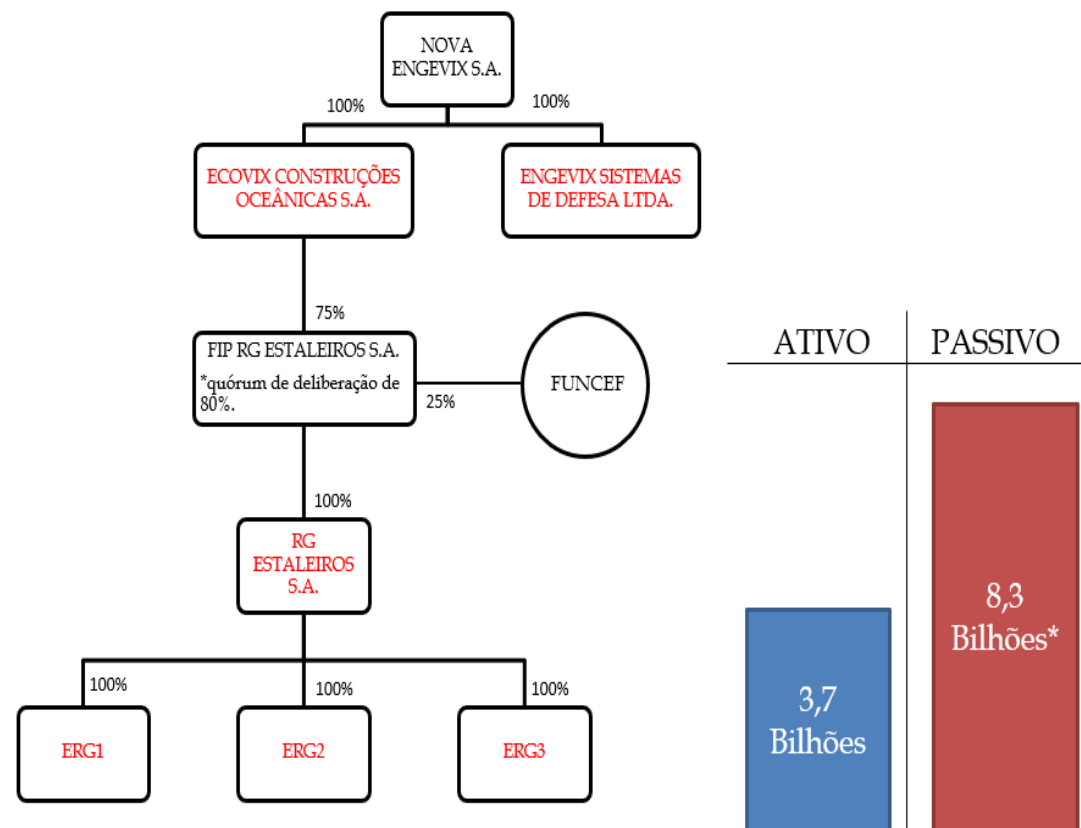 NOVA
ENGEVIX S.A.
100%
100%
ECOVIX CONSTRUÇÕES
OCEÂNICAS S.A.
ENGEVIX SISTEMAS
DE DEFESA LTDA.
75%
FIP RG ESTALEIROS S.A.
*quórum de deliberação de
80%.
25%
FUNCEF
100%
RG
ESTALEIROS
S.A.
100%
100%
100%
ERG1
ERG2
ERG3
ATIVO
PASSIVO
3,7
Bilhões
8,3
Bilhões*